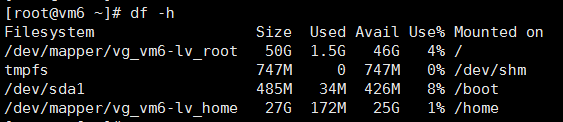 [root@vm6 ~]# df -h
Filesystem Size Used Avail Use% Mounted on
/dev/mapper/vg_vm6-lv_root 50G 1.5G 46G 4% /
tmpfs 747M 0 747M 0% /dev/shm
/dev/sda1 485M 34M 426M 8% /boot
/dev/mapper/vg_vm6-lv_home 27G 172M 25G 1% /home